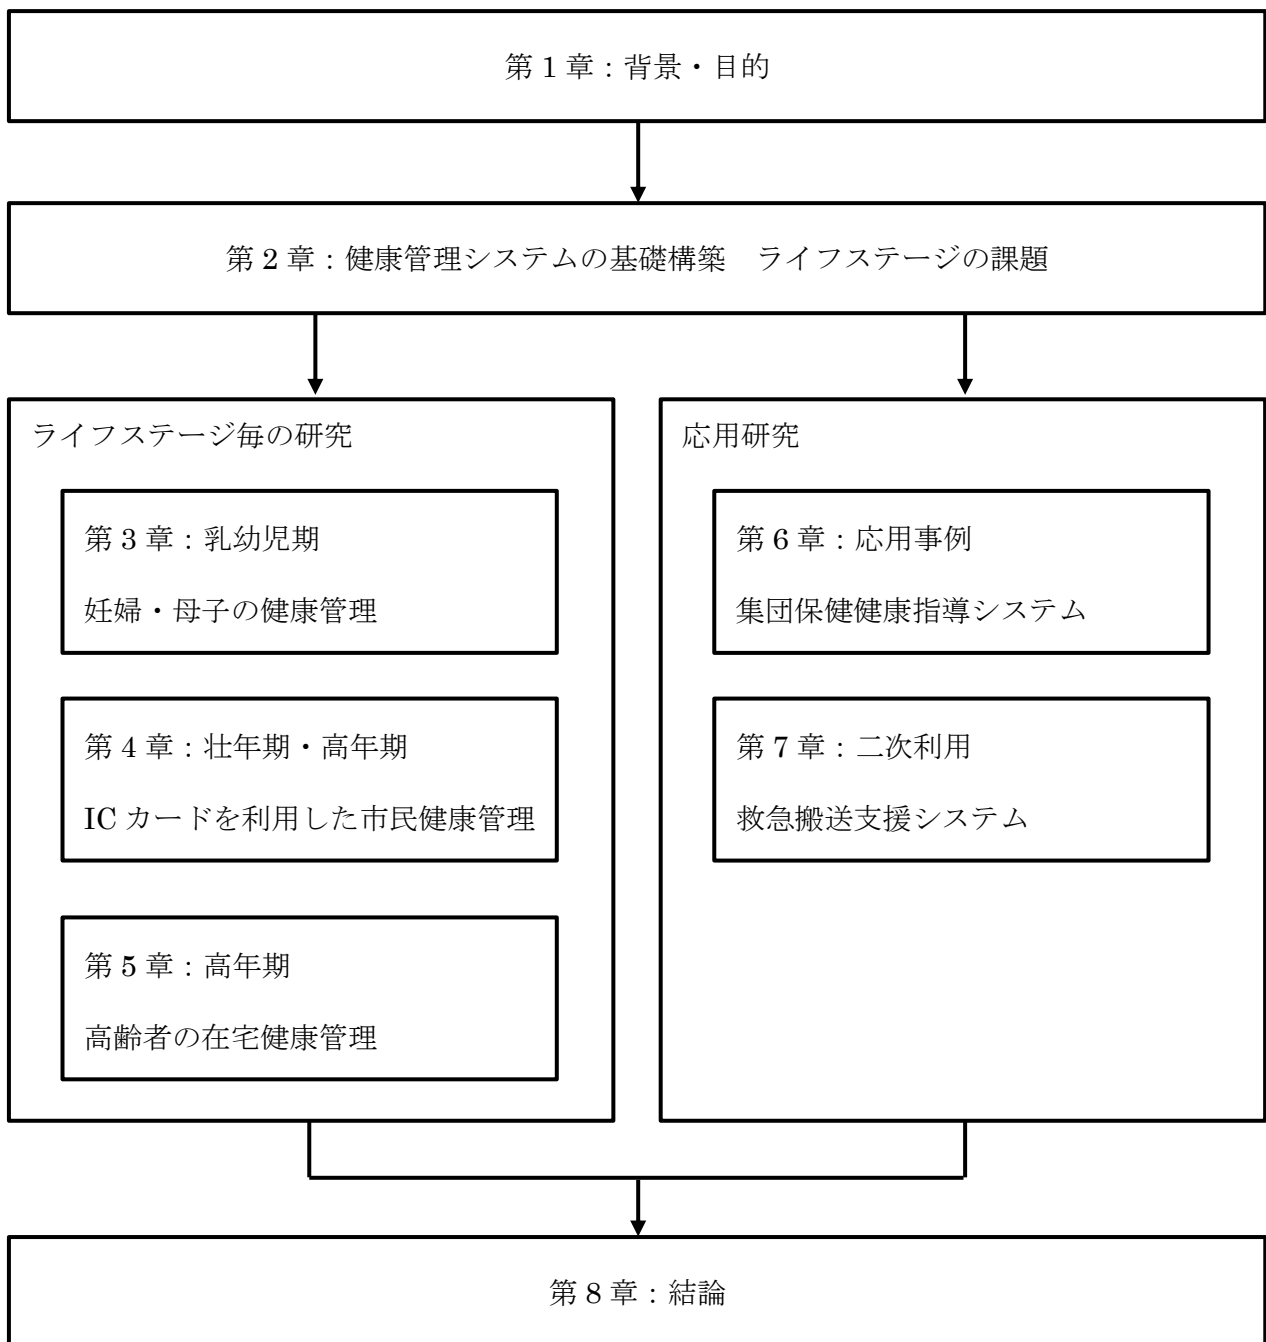 第 1 章：背景・目的
第 2 章：健康管理システムの基礎構築　ライフステージの課題
ライフステージ毎の研究
第 3 章：乳幼児期
妊婦・母子の健康管理
第 4 章：壮年期・高年期
IC カードを利用した市民健康管理
第 5 章：高年期
高齢者の在宅健康管理
応用研究
第 6 章：応用事例
集団保健健康指導システム
第 7 章：二次利用
救急搬送支援システム
第 8 章：結論